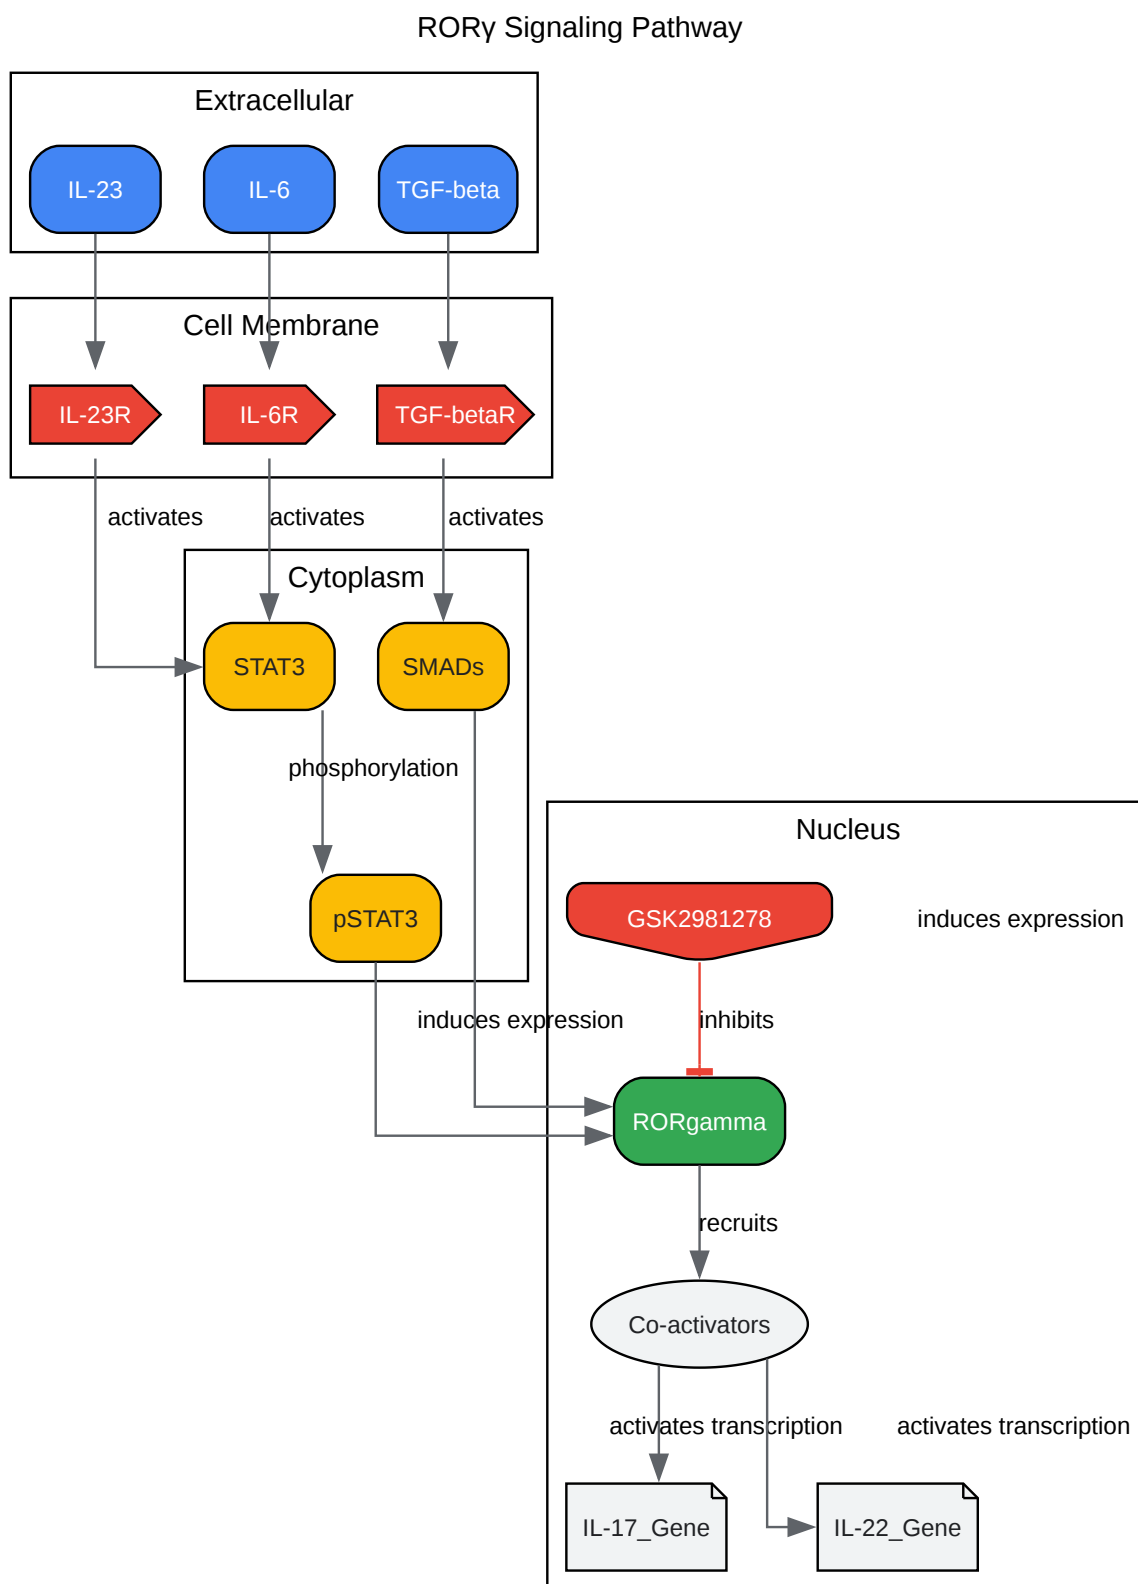 RORγ Signaling Pathway
Extracellular
IL-23
IL-6
TGF-beta
Cell Membrane
IL-23R
IL-6R
TGF-betaR
activates
activates
activates
Cytoplasm
STAT3
SMADs
phosphorylation
Nucleus
pSTAT3
GSK2981278
induces expression
induces expression
inhibits
RORgamma
recruits
Co-activators
activates transcription
activates transcription
IL-17_Gene
IL-22_Gene